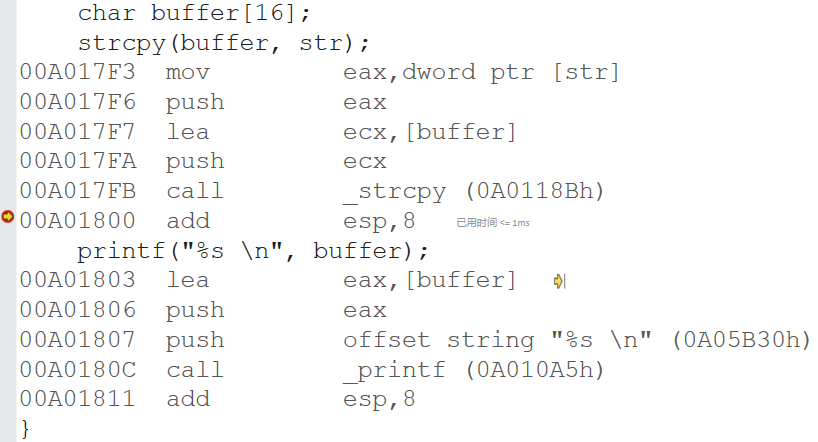 char buffer[16];
strcpy(buffer, str);
00A017F3 mov eax,dword ptr [str]
00A017F6 push eax
00A017F7 lea ecx,[buffer]
00A017FA push ecx
00A017FB call _strcpy (0A0118Bh)
00A01800 add esp,8 已用时间 <= 1ms
printf("%s \n", buffer);
00A01803 lea eax,[buffer]
00A01806 push eax
00A01807 push offset string "%s \n" (0A05B30h)
00A0180C call _printf (0A010A5h)
00A01811 add esp,8
}